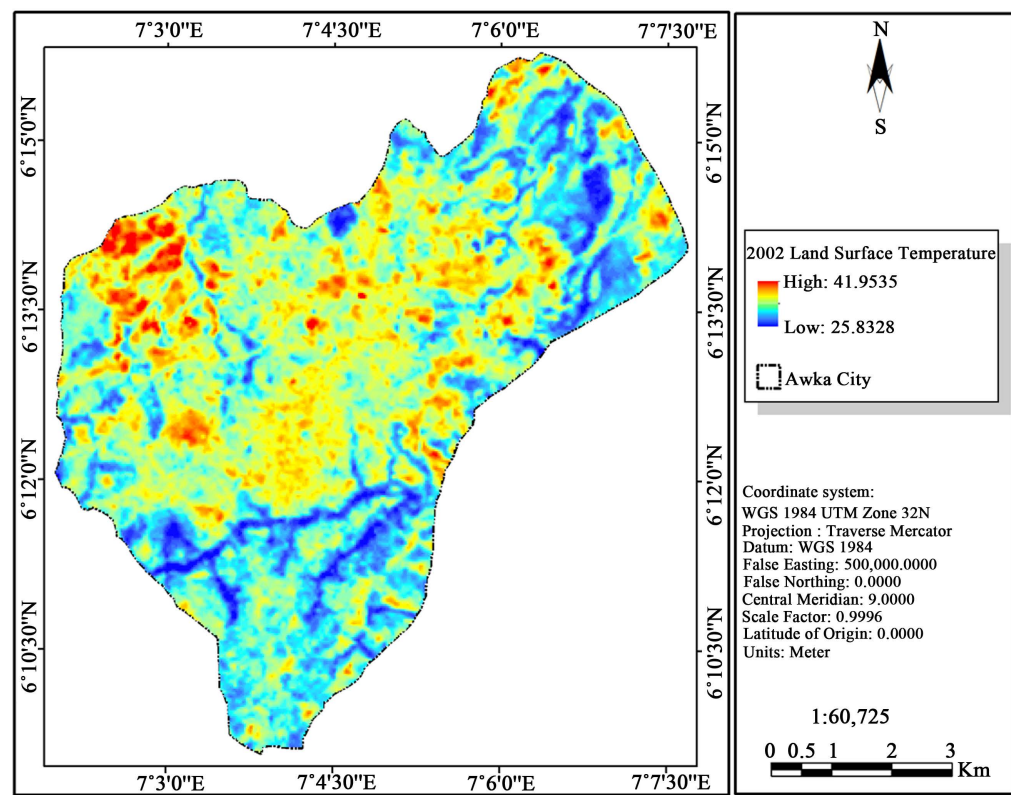 7°3'0"E 7°4'30"E 7°6'0"E 7°7'30"E
6°15'0"N
6°15'0"N
6°13'30"N
6°13'30"N
6°12'0"N
6°12'0"N
6°10'30"N
6°10'30"N
7°3'0"E 7°4'30"E 7°6'0"E 7°7'30"E
N
S
2002 Land Surface Temperature
High: 41.9535
Low: 25.8328
Awka City
Coordinate system:
WGS 1984 UTM Zone 32N
Projection : Traverse Mercator
Datum: WGS 1984
False Easting: 500,000.0000
False Northing: 0.0000
Central Meridian: 9.0000
Scale Factor: 0.9996
Latitude of Origin: 0.0000
Units: Meter
1:60,725
0 0.5 1 2 3
Km